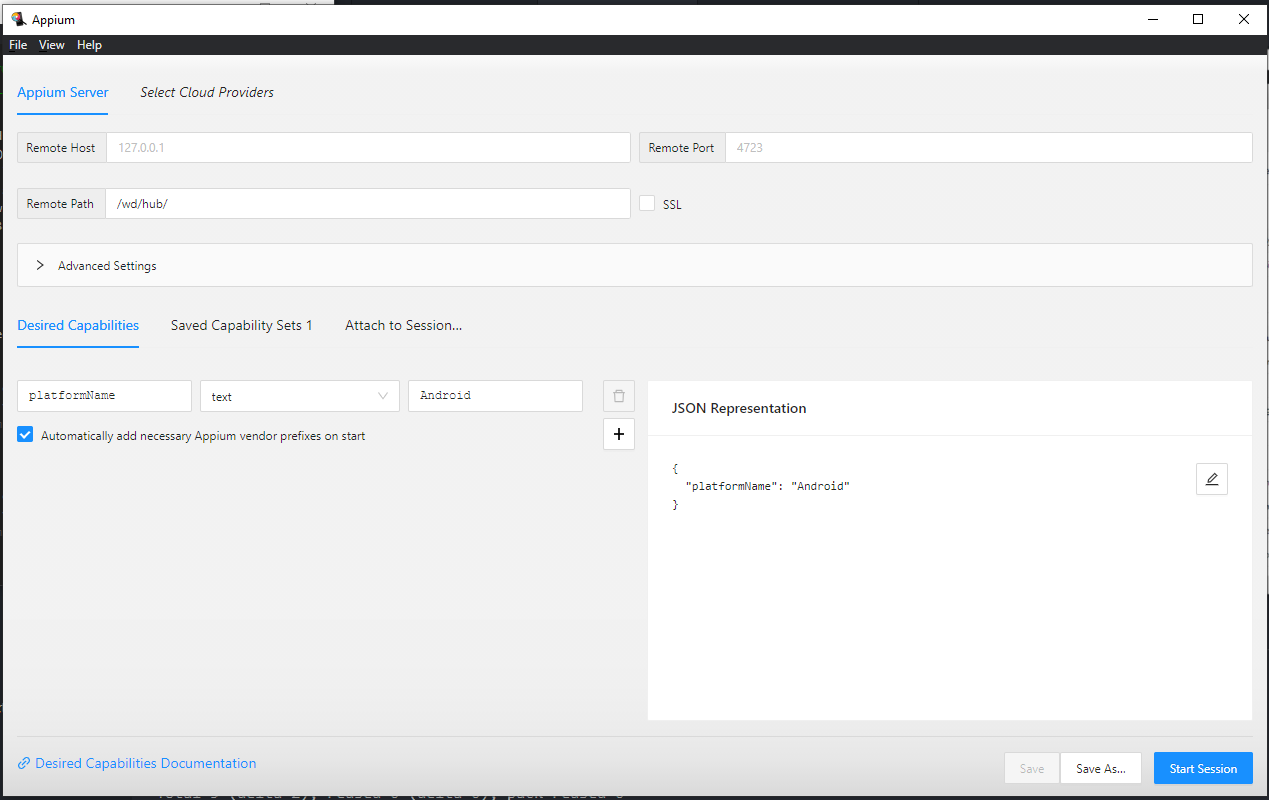 Appium
File View Help
Appium Server Select Cloud Providers
Remote Host 127.0.0.1 Remote Port 4723
Remote Path /wd/hub/ SSL
Advanced Settings
Desired Capabilities Saved Capability Sets 1 Attach to Session...
platformName text Android
Automatically add necessary Appium vendor prefixes on start
JSON Representation
{
"platformName": "Android"
}
Desired Capabilities Documentation
Save Save As... Start Session